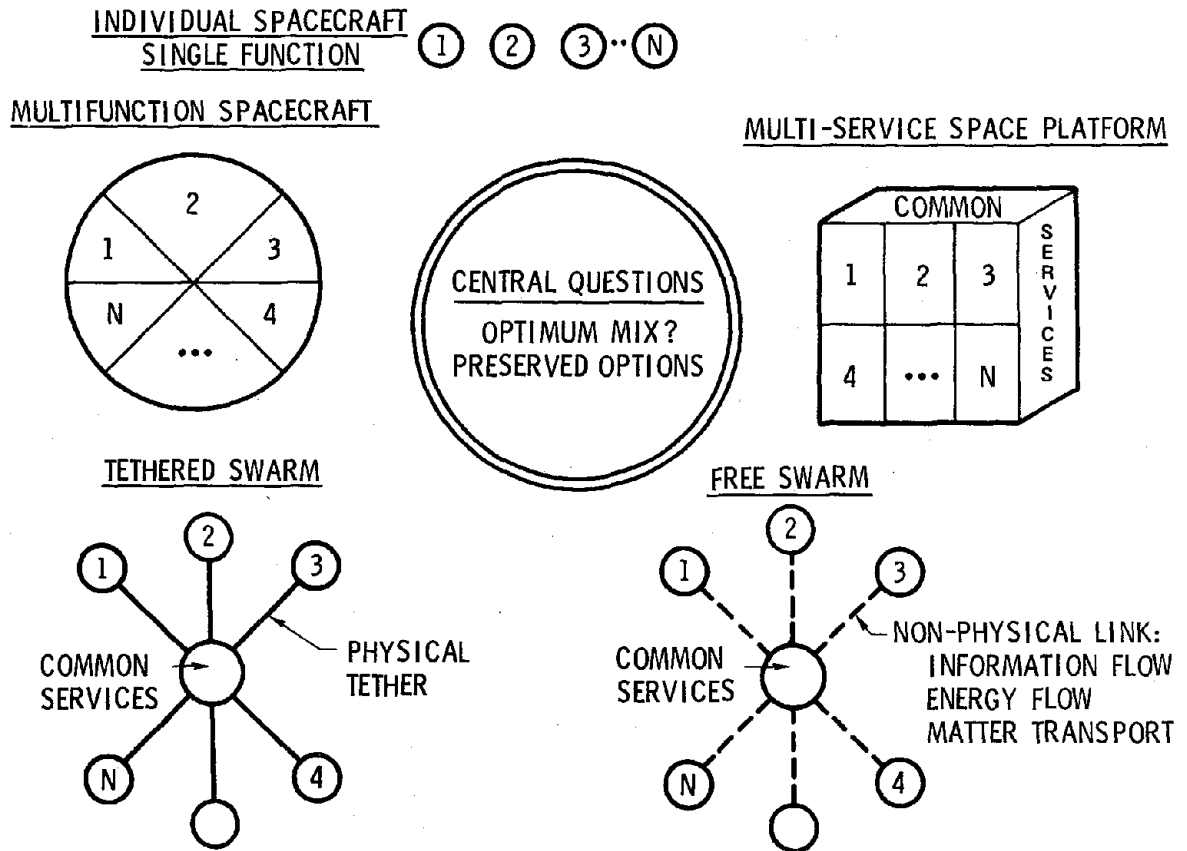 INDIVIDUAL SPACECRAFT
SINGLE FUNCTION
1 2 3 •• N
MULTIFUNCTION SPACECRAFT
2
1 3
N 4
•••
CENTRAL QUESTIONS
OPTIMUM MIX?
PRESERVED OPTIONS
MULTI-SERVICE SPACE PLATFORM
COMMON
SERVICES
1 2 3
4 ••• N
TETHERED SWARM
2
1 3
COMMON
SERVICES
PHYSICAL
TETHER
N 4
FREE SWARM
2
1 3
COMMON
SERVICES
NON-PHYSICAL LINK:
INFORMATION FLOW
ENERGY FLOW
MATTER TRANSPORT
N 4